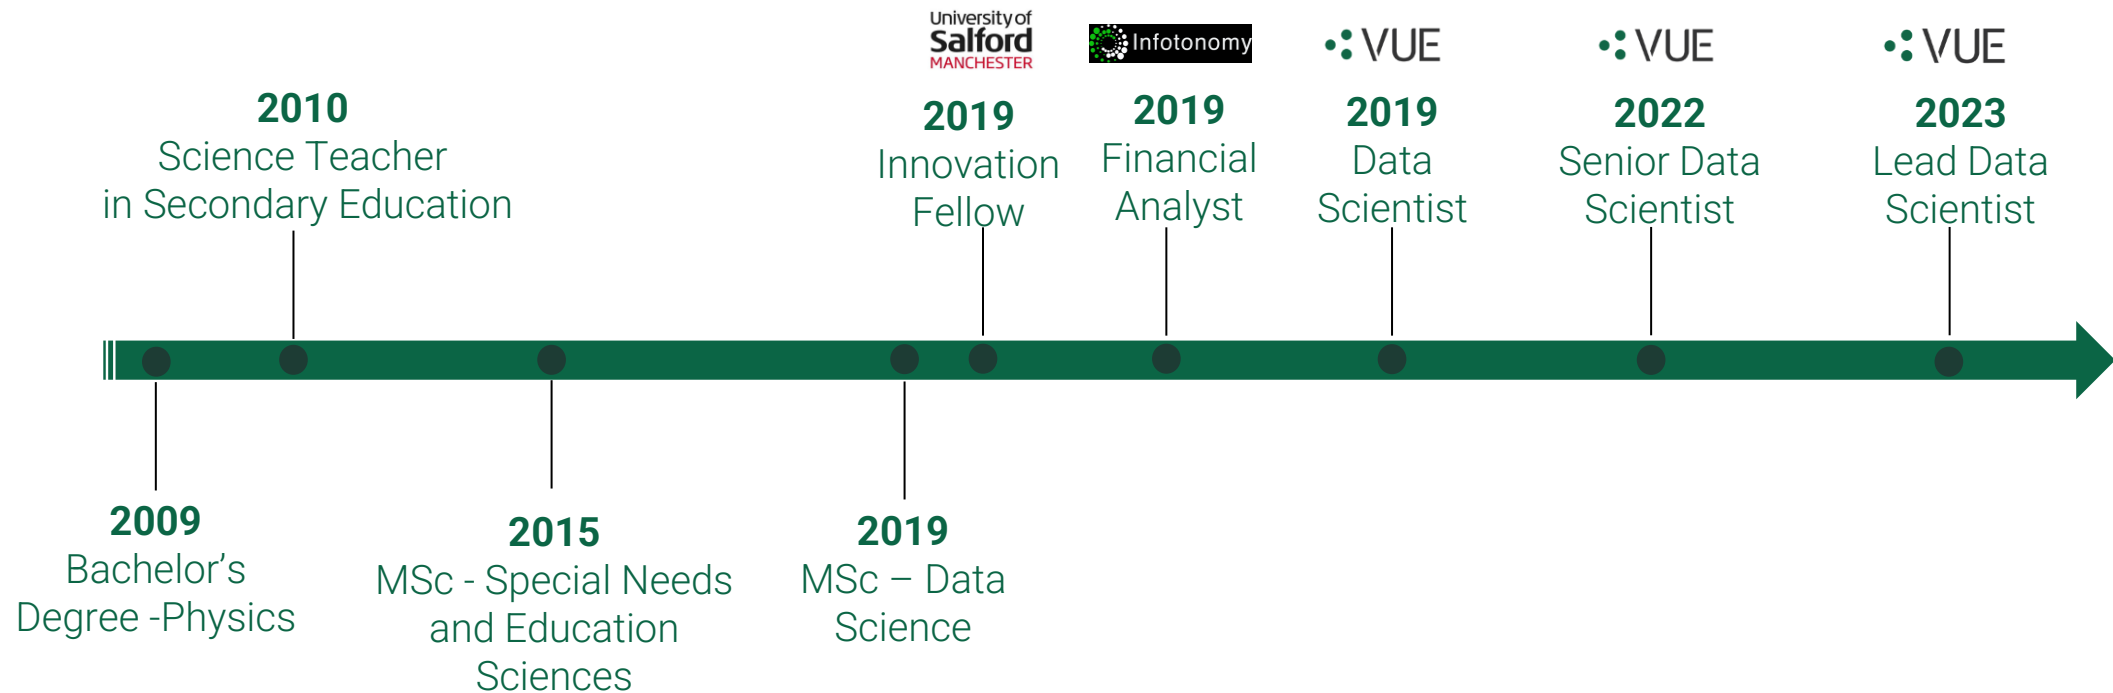 University of
Salford
MANCHESTER
Infotonomy
VUE
VUE
VUE
2010
Science Teacher
in Secondary Education
2019
Innovation
Fellow
2019
Financial
Analyst
2019
Data
Scientist
2022
Senior Data
Scientist
2023
Lead Data
Scientist
2009
Bachelor’s
Degree -Physics
2015
MSc - Special Needs
and Education
Sciences
2019
MSc – Data
Science